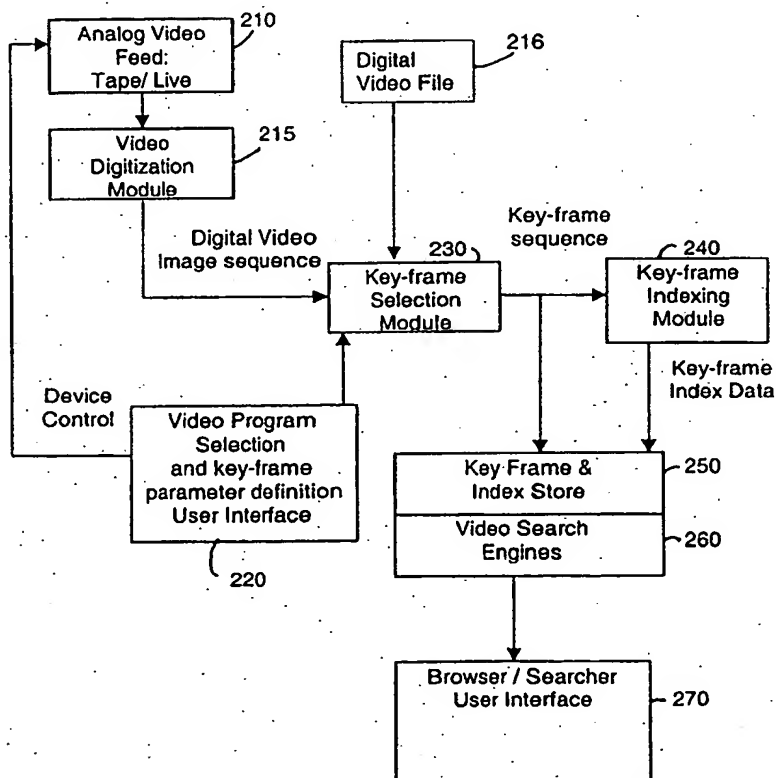 Analog Video
Feed:
Tape/ Live
210
Digital
Video File
216
Video
Digitization
Module
215
Digital Video
Image sequence
Key-frame
sequence
230
Key-frame
Selection
Module
240
Key-frame
Indexing
Module
Device
Control
Key-frame
Index Data
Video Program
Selection
and key-frame
parameter definition
User Interface
220
Key Frame &
Index Store
250
Video Search
Engines
260
Browser / Searcher
User Interface
270